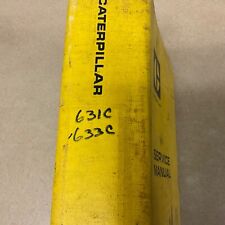 CATERPILLAR
631C
633C
SERVICE
MANUAL